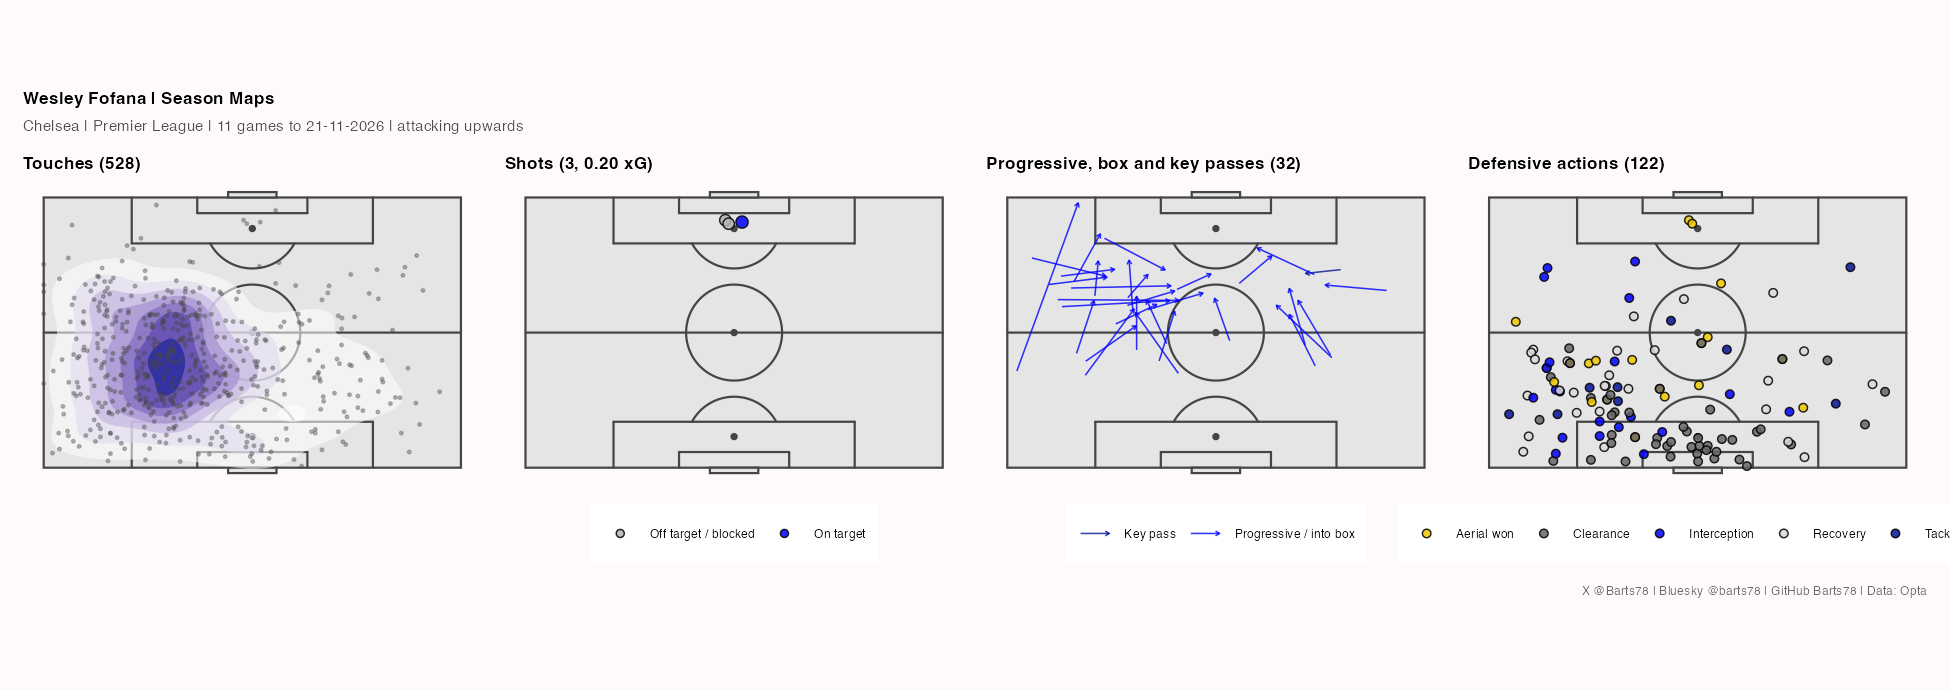 Wesley Fofana | Season Maps
Chelsea | Premier League | 11 games to 21-11-2026 | attacking upwards
Touches (528)
Shots (3, 0.20 xG)
Progressive, box and key passes (32)
Defensive actions (122)
Off target / blocked
On target
Key pass
Progressive / into box
Aerial won
Clearance
Interception
Recovery
Tack
X @Barts78 | Bluesky @barts78 | GitHub Barts78 | Data: Opta